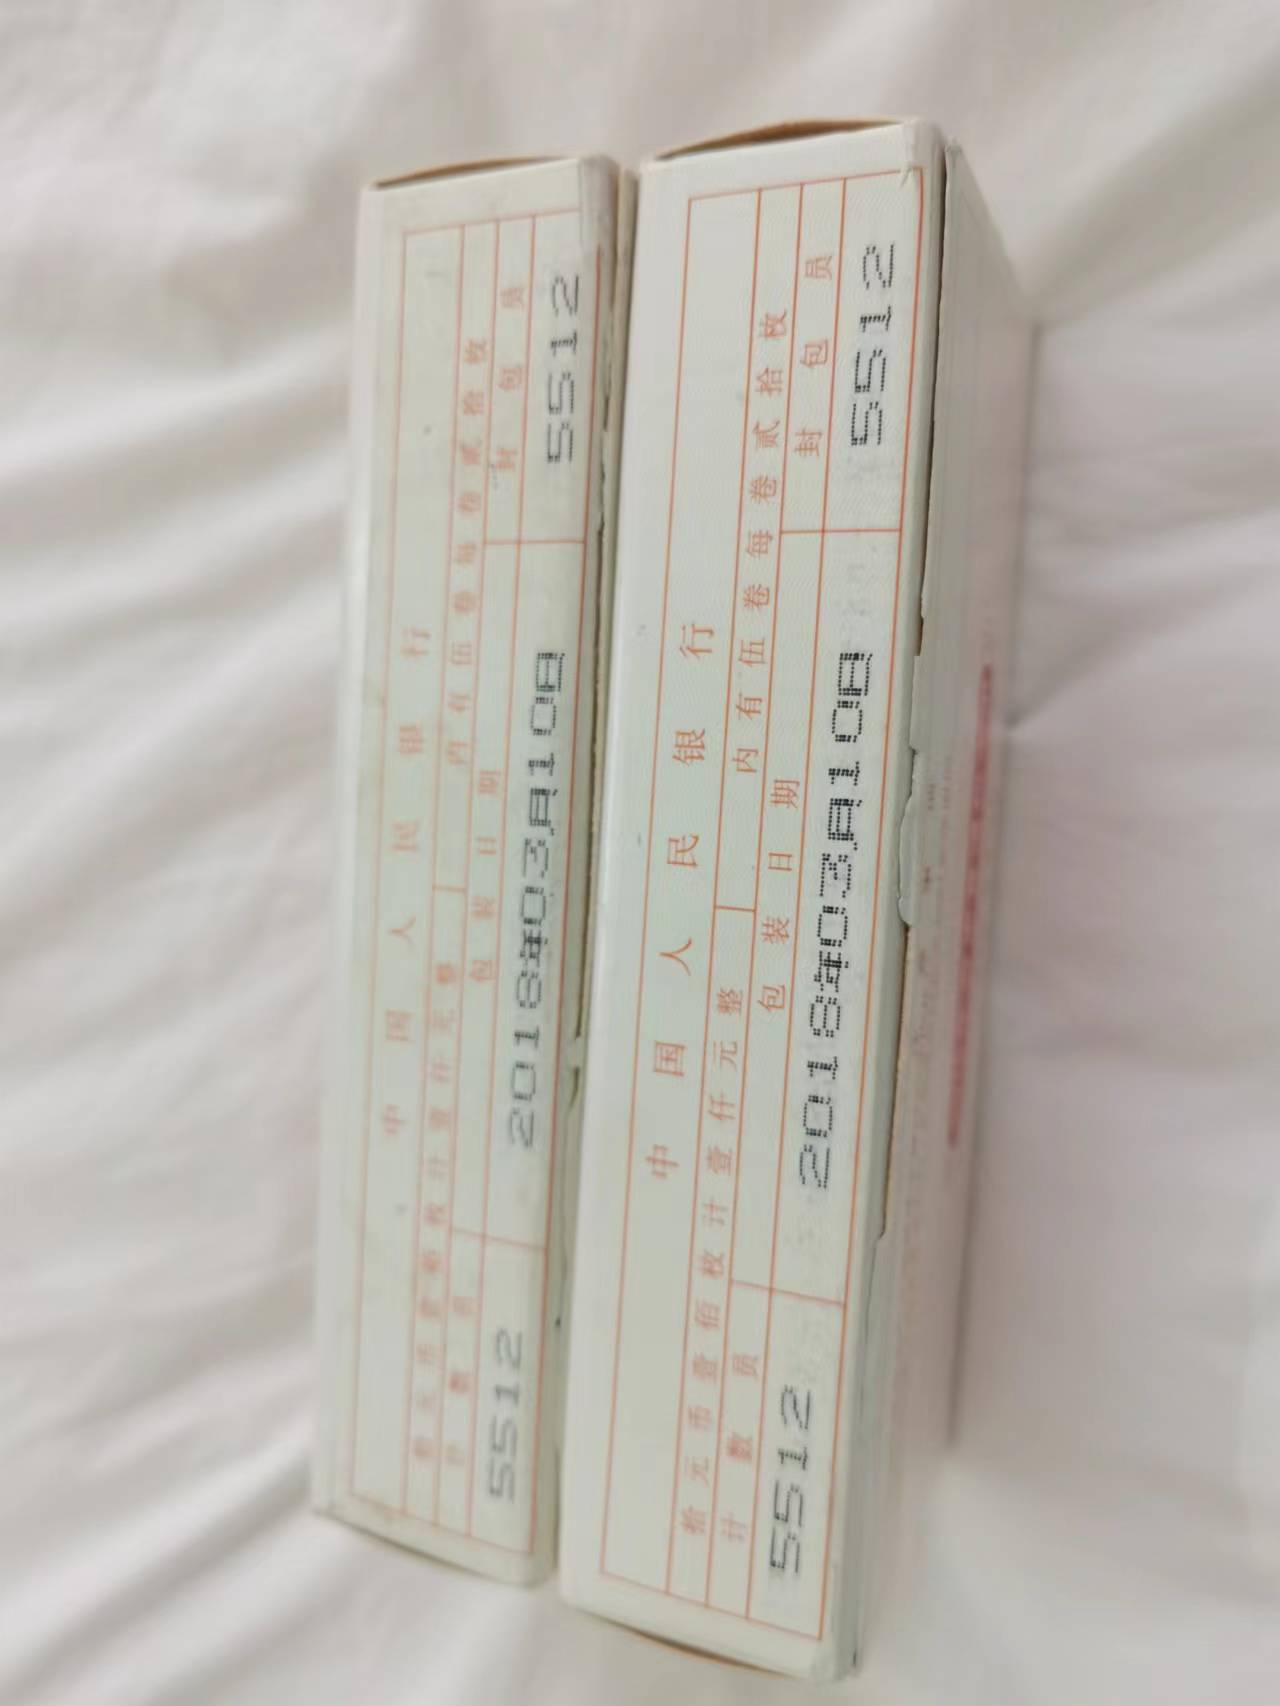 中国人民银行
拾元币壹佰枚计壹仟元整 内有伍卷每卷贰拾枚
计数员 包装日期 封包员
5512 2018年03月10日 5512
中国人民银行
拾元币壹佰枚计壹仟元整 内有伍卷每卷贰拾枚
计数员 包装日期 封包员
5512 2018年03月10日 5512